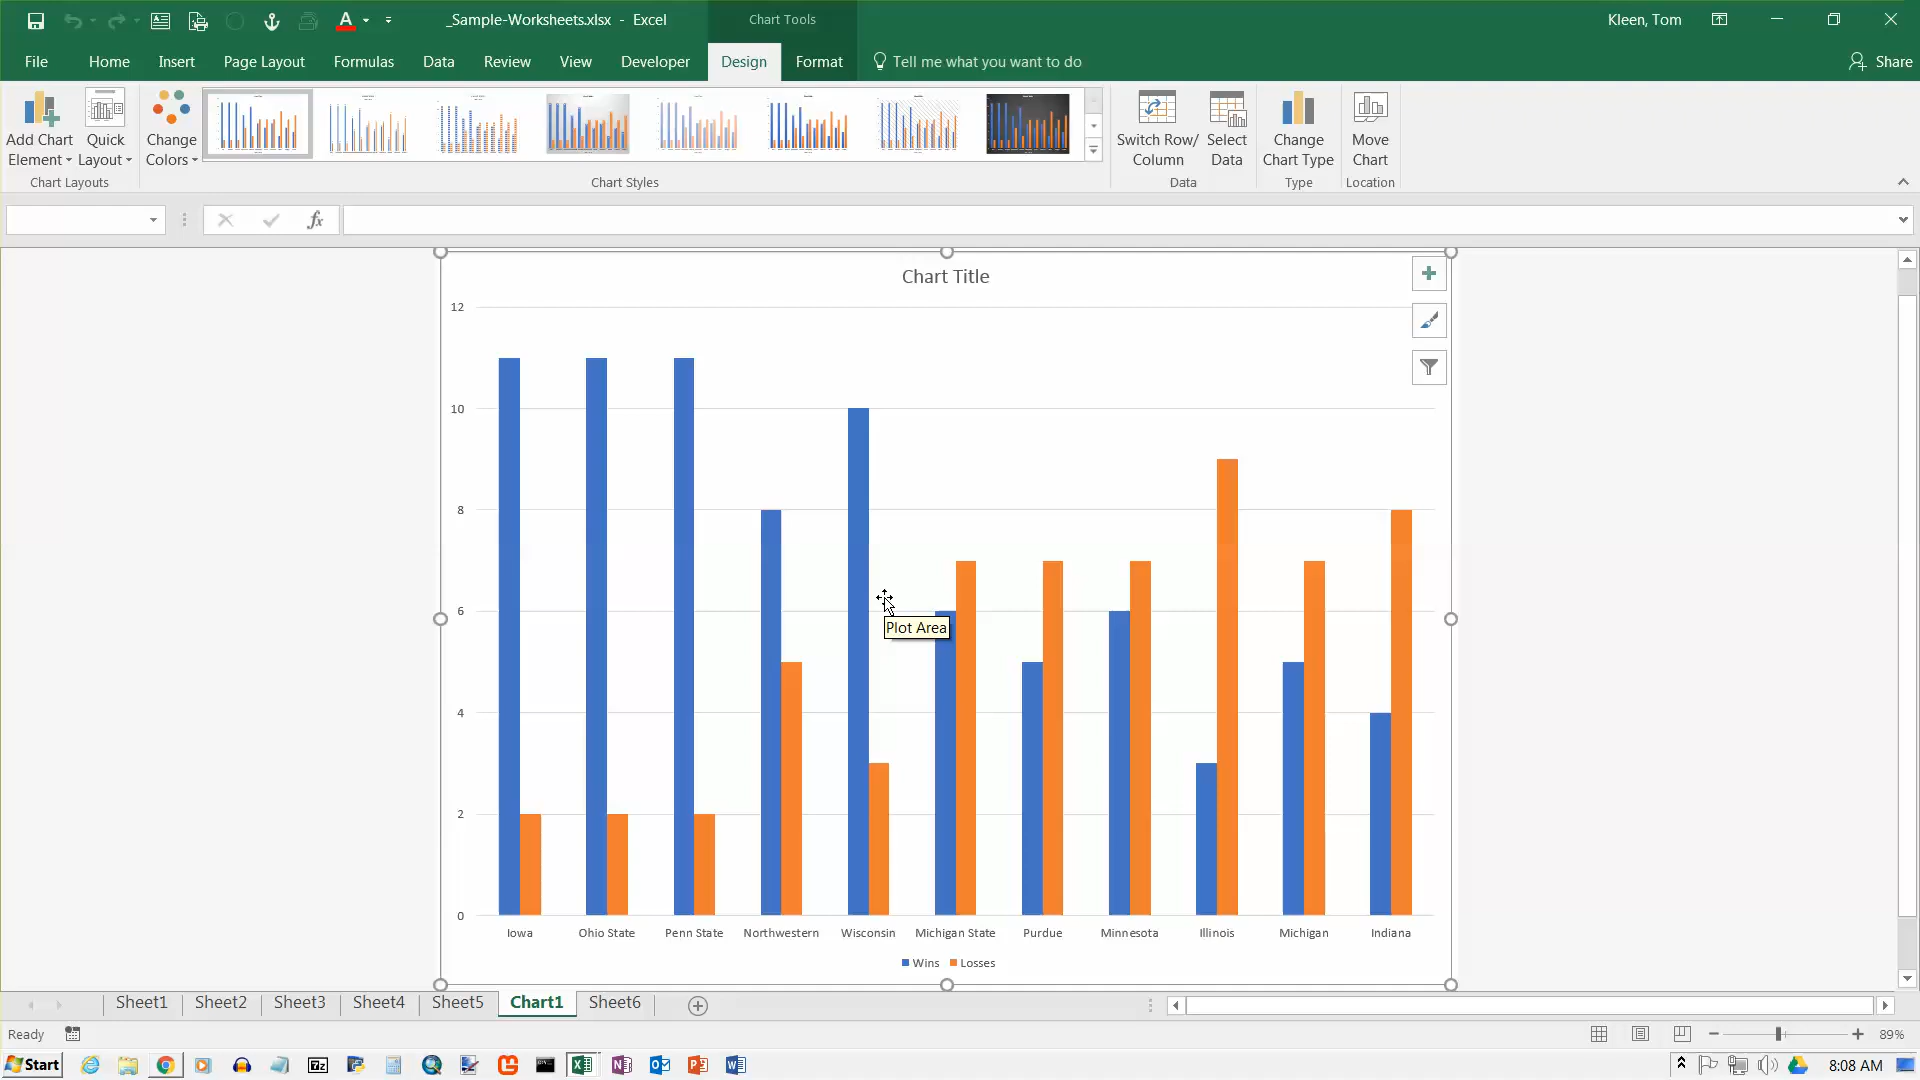 _Sample-Worksheets.xlsx - Excel
Chart Tools
Kleen, Tom
File Home Insert Page Layout Formulas Data Review View Developer Design Format Tell me what you want to do Share
Add Chart Element
Quick Layout
Change Colors
Switch Row/ Column
Select Data
Change Chart Type
Move Chart
Chart Layouts Chart Styles Data Type Location
fx
Chart Title
12
10
8
6
4
2
0
Plot Area
Iowa Ohio State Penn State Northwestern Wisconsin Michigan State Purdue Minnesota Illinois Michigan Indiana
Wins Losses
Sheet1 Sheet2 Sheet3 Sheet4 Sheet5 Chart1 Sheet6
Ready 89%
Start 8:08 AM